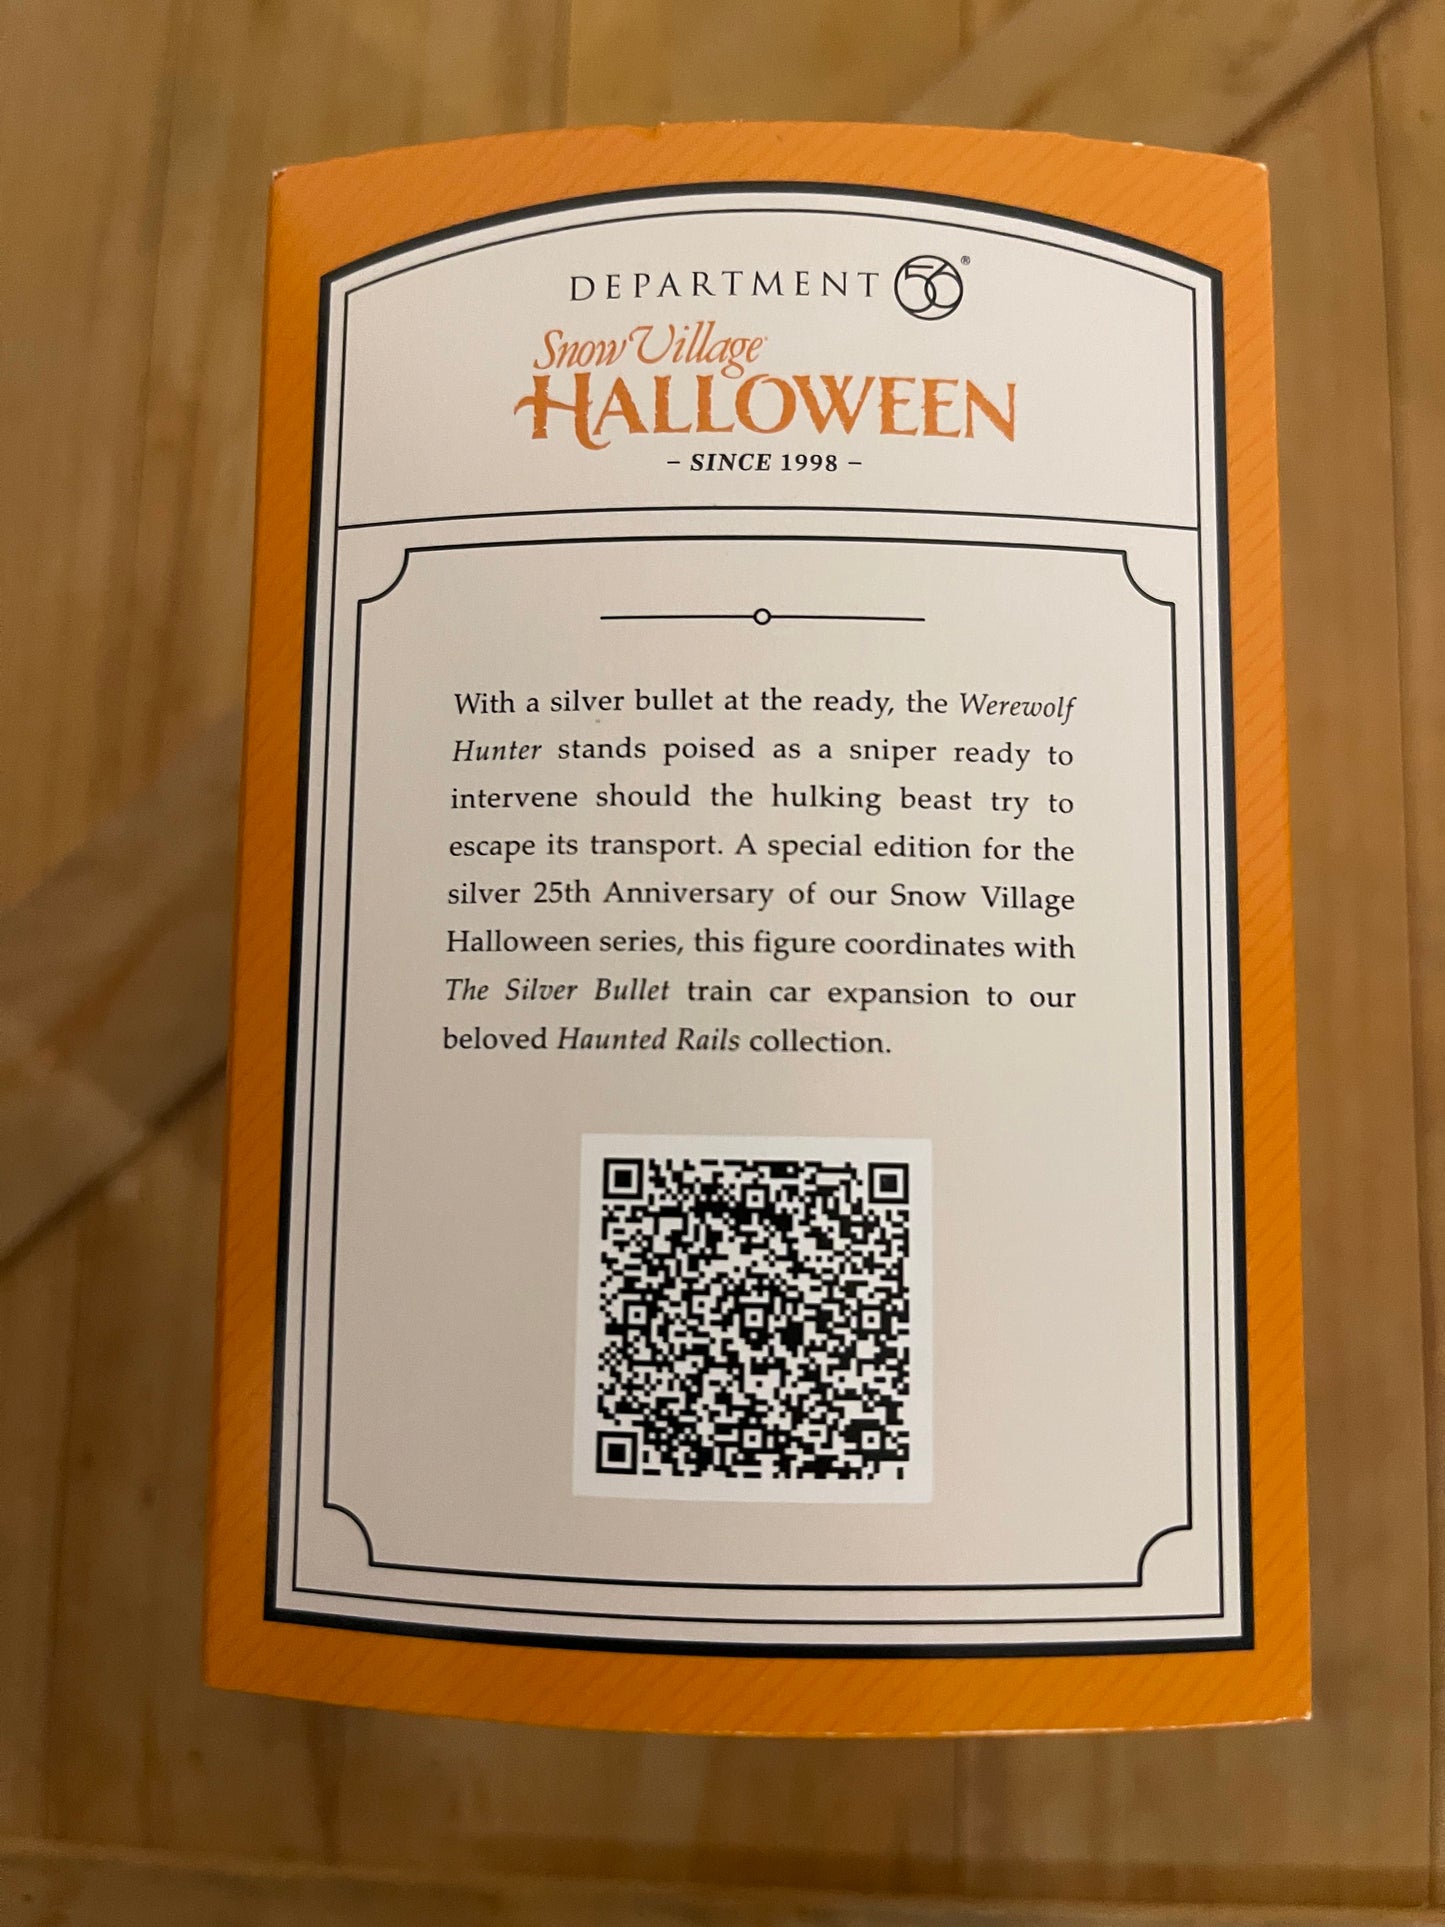 DEPARTMENT 56®
Snow Village
HALLOWEEN
– SINCE 1998 –
With a silver bullet at the ready, the Werewolf
Hunter stands poised as a sniper ready to
intervene should the hulking beast try to
escape its transport. A special edition for the
silver 25th Anniversary of our Snow Village
Halloween series, this figure coordinates with
The Silver Bullet train car expansion to our
beloved Haunted Rails collection.